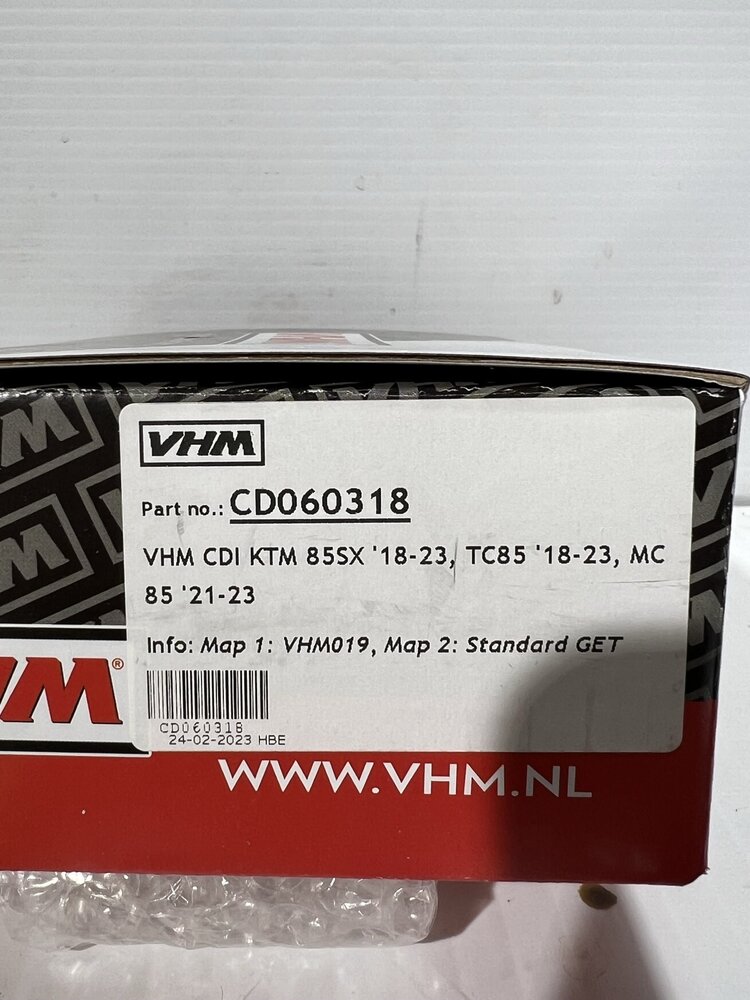 VHM
Part no.: CD060318
VHM CDI KTM 85SX '18-23, TC85 '18-23, MC
85 '21-23
Info: Map 1: VHM019, Map 2: Standard GET
CD060318
24-02-2023 HBE
WWW.VHM.NL